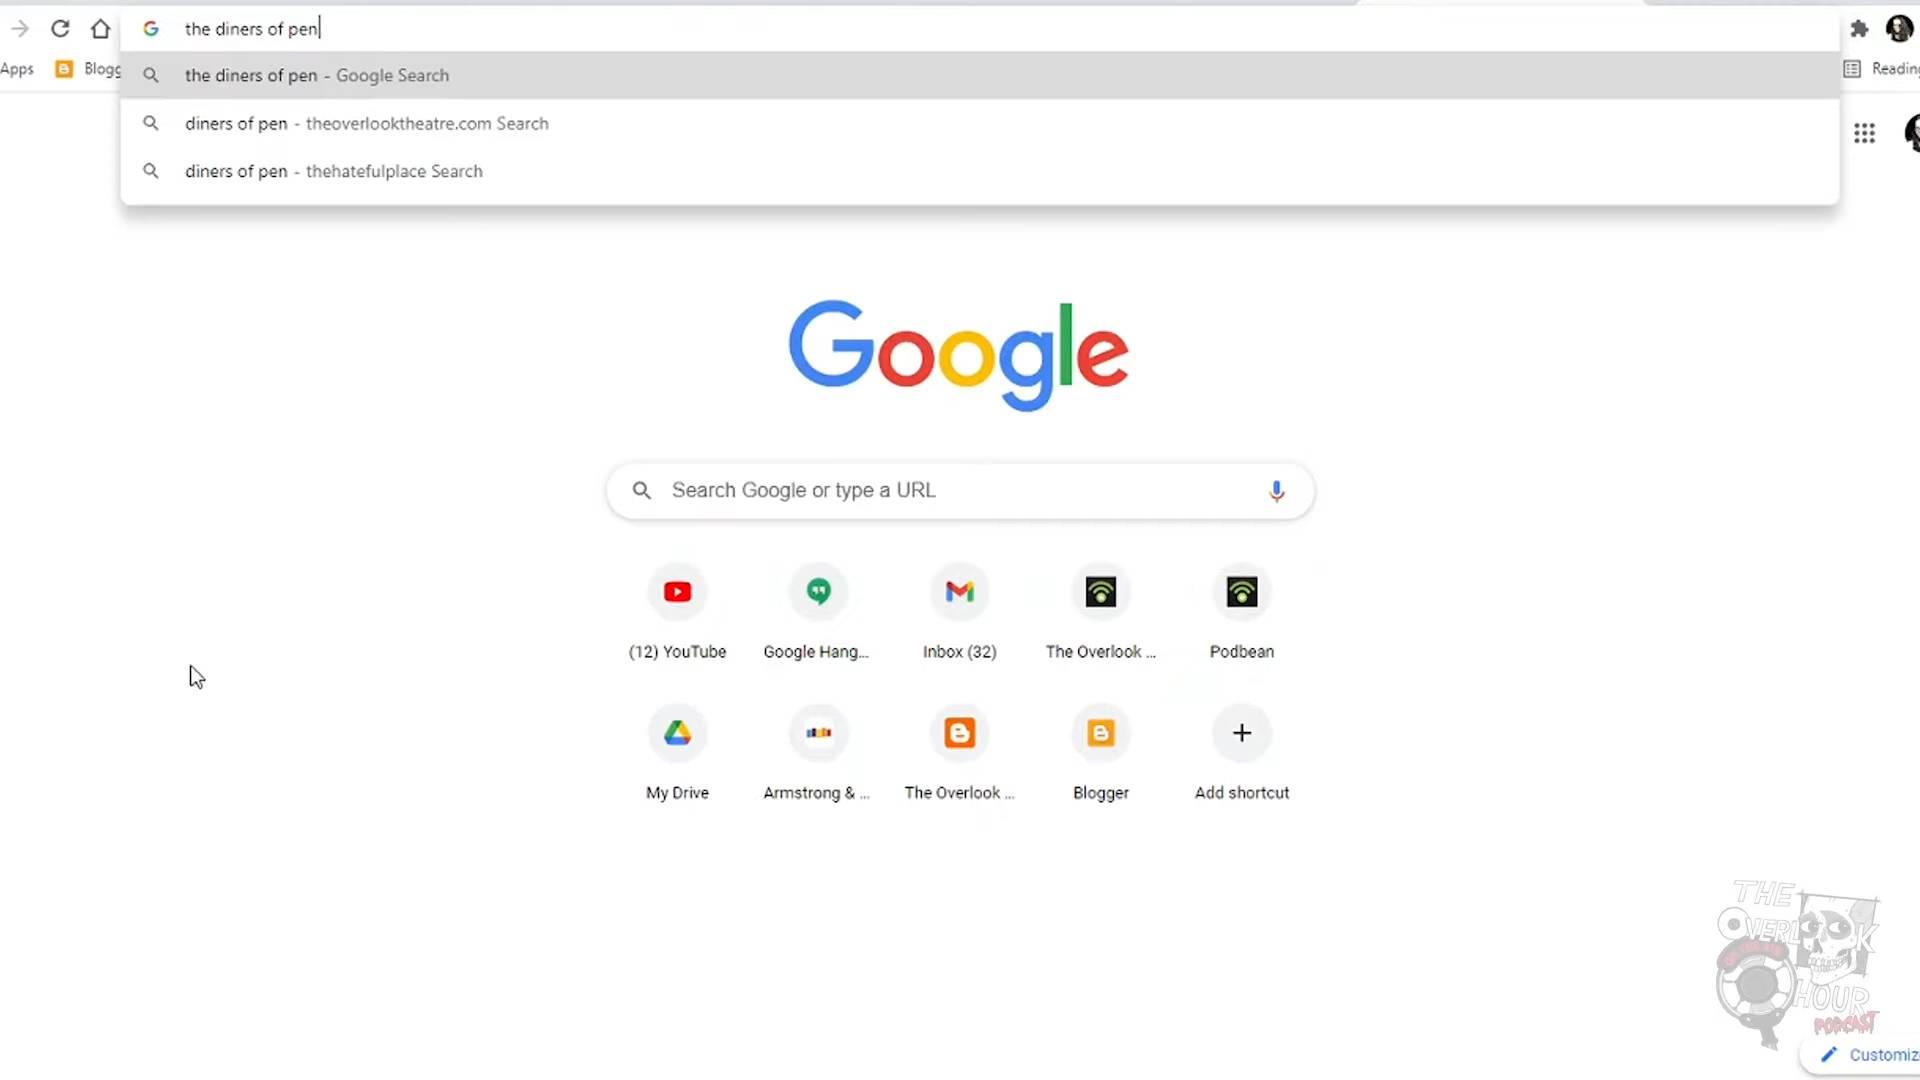 the diners of pen
Apps Blogg
the diners of pen - Google Search
Reading
diners of pen - theoverlooktheatre.com Search
diners of pen - thehatefulplace Search
Google
Search Google or type a URL
(12) YouTube Google Hang... Inbox (32) The Overlook ... Podbean
My Drive Armstrong & ... The Overlook ... Blogger Add shortcut
THE
OVERLOOK
HOUR
PODCAST
Customiz